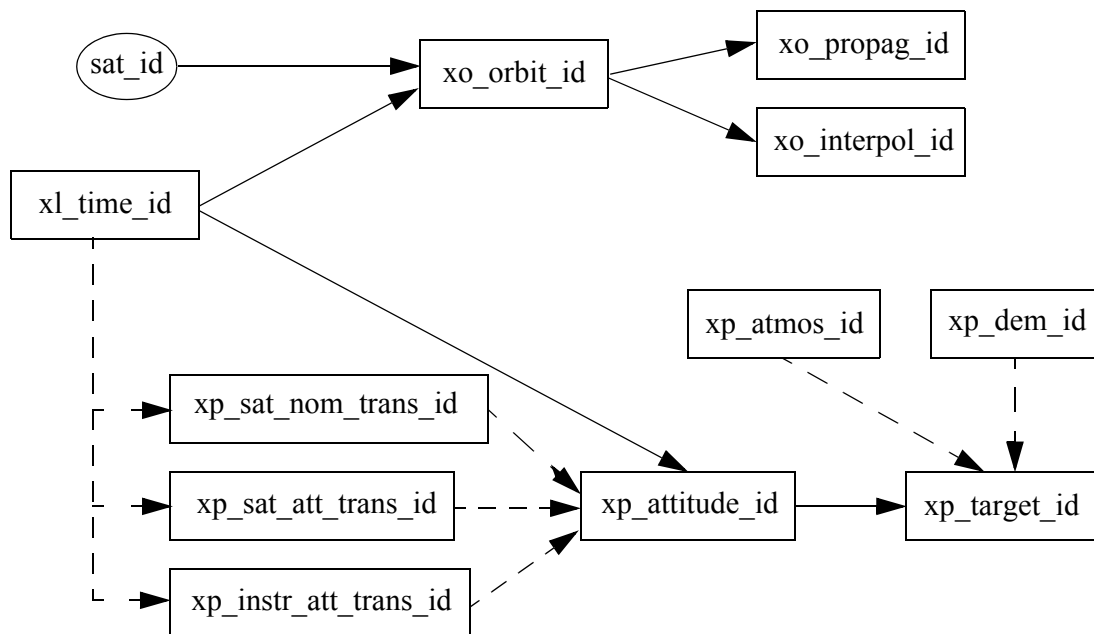 sat_id
xo_orbit_id
xo_propag_id
xo_interpol_id
xl_time_id
xp_atmos_id
xp_dem_id
xp_sat_nom_trans_id
xp_sat_att_trans_id
xp_attitude_id
xp_target_id
xp_instr_att_trans_id